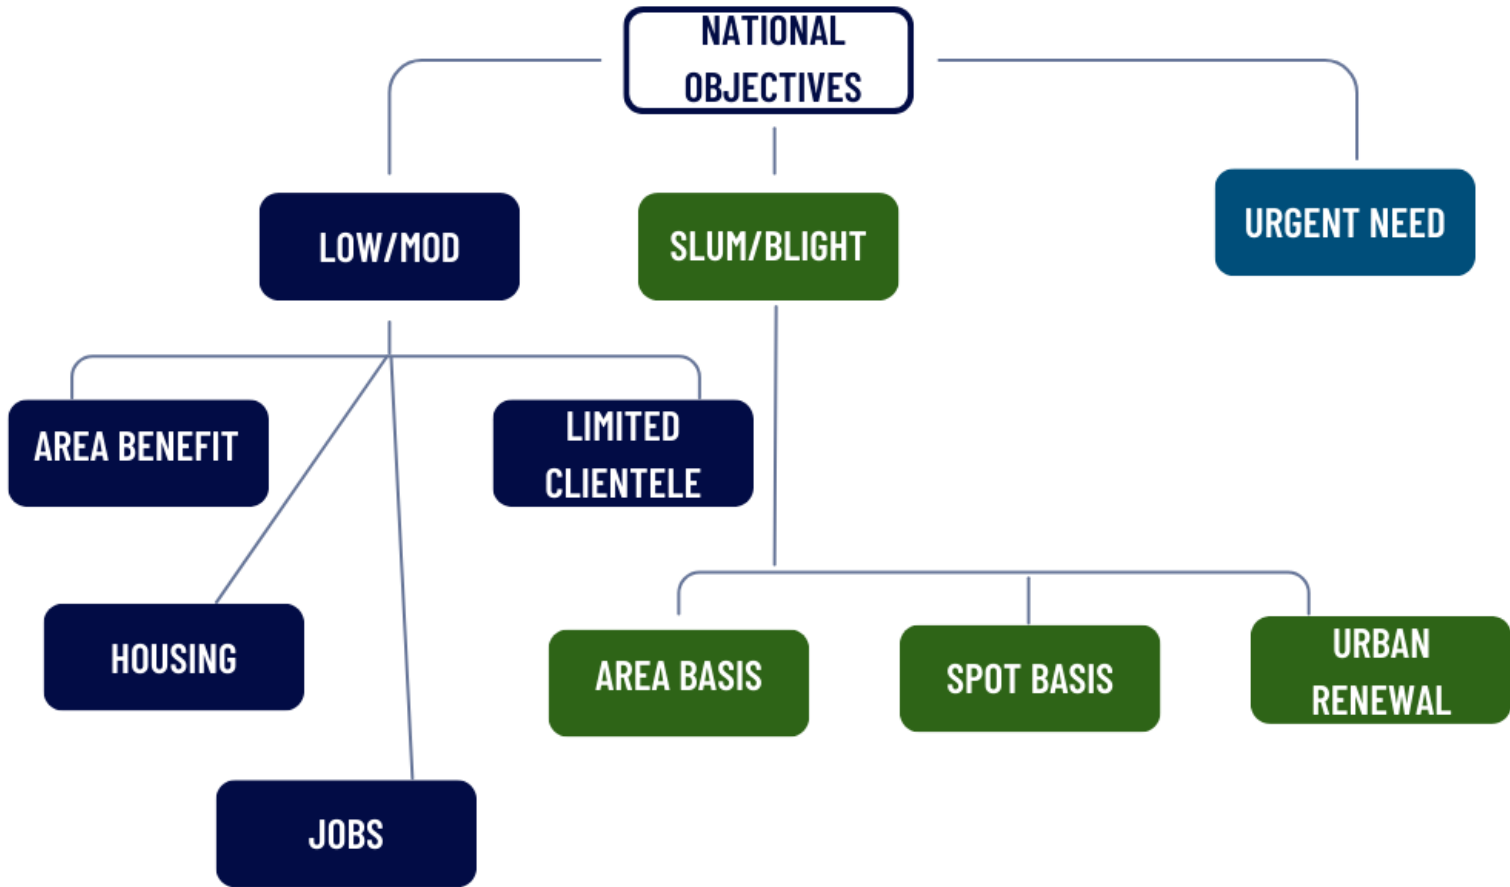 NATIONAL
OBJECTIVES
LOW/MOD
SLUM/BLIGHT
URGENT NEED
AREA BENEFIT
LIMITED
CLIENTELE
HOUSING
AREA BASIS
SPOT BASIS
URBAN
RENEWAL
JOBS